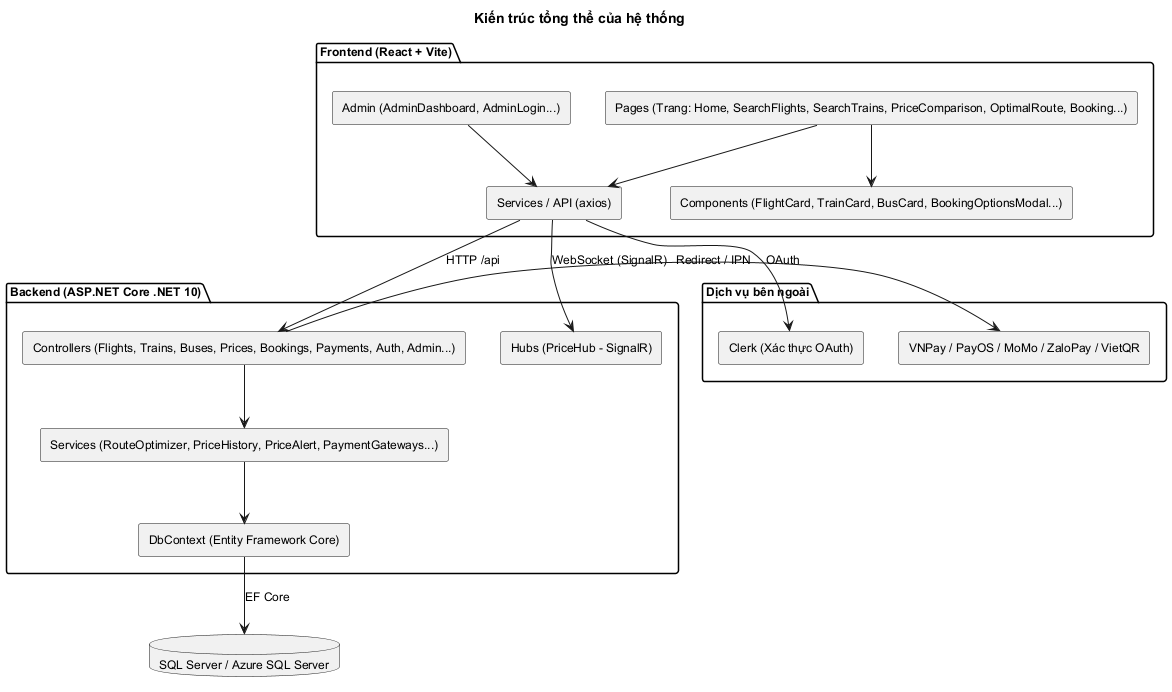 Kiến trúc tổng thể của hệ thống
Frontend (React + Vite)
Admin (AdminDashboard, AdminLogin...)
Pages (Trang: Home, SearchFlights, SearchTrains, PriceComparison, OptimalRoute, Booking...)
Services / API (axios)
Components (FlightCard, TrainCard, BusCard, BookingOptionsModal...)
HTTP /api
WebSocket (SignalR)
Redirect / IPN
OAuth
Backend (ASP.NET Core .NET 10)
Dịch vụ bên ngoài
Controllers (Flights, Trains, Buses, Prices, Bookings, Payments, Auth, Admin...)
Hubs (PriceHub - SignalR)
Clerk (Xác thực OAuth)
VNPay / PayOS / MoMo / ZaloPay / VietQR
Services (RouteOptimizer, PriceHistory, PriceAlert, PaymentGateways...)
DbContext (Entity Framework Core)
EF Core
SQL Server / Azure SQL Server